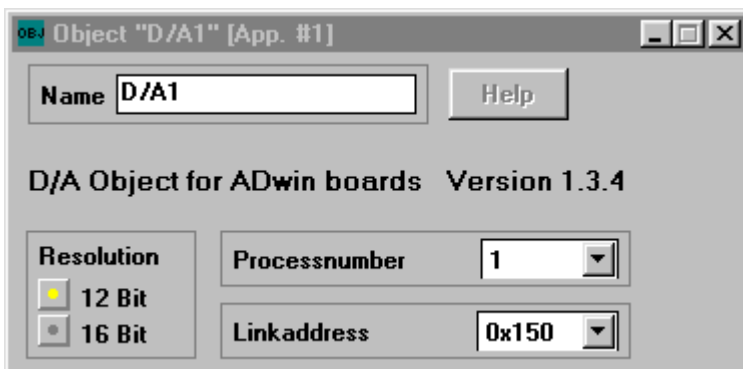 OBJ Object "D/A1" [App. #1]
Name D/A1 Help
D/A Object for ADwin boards Version 1.3.4
Resolution
12 Bit
16 Bit
Processnumber 1
Linkaddress 0x150